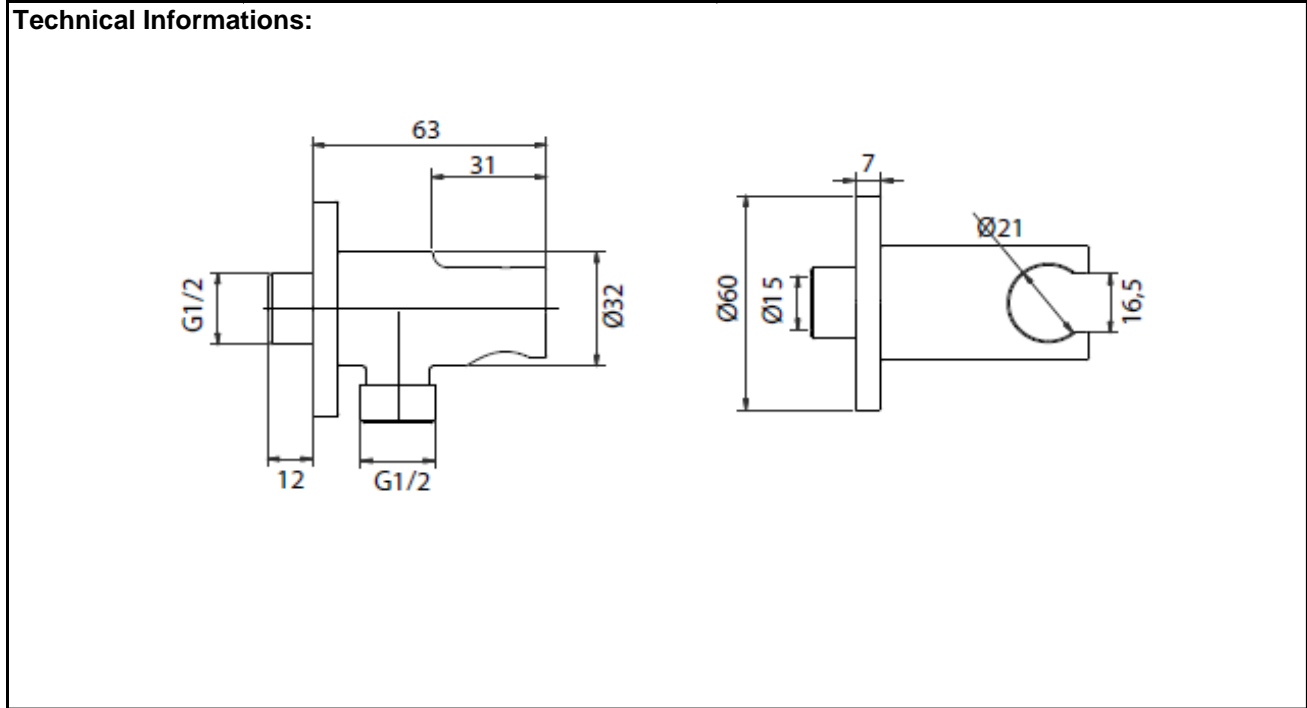 Technical Informations:
63
31
G1/2
Ø32
12
G1/2
7
Ø21
Ø60
Ø15
16,5